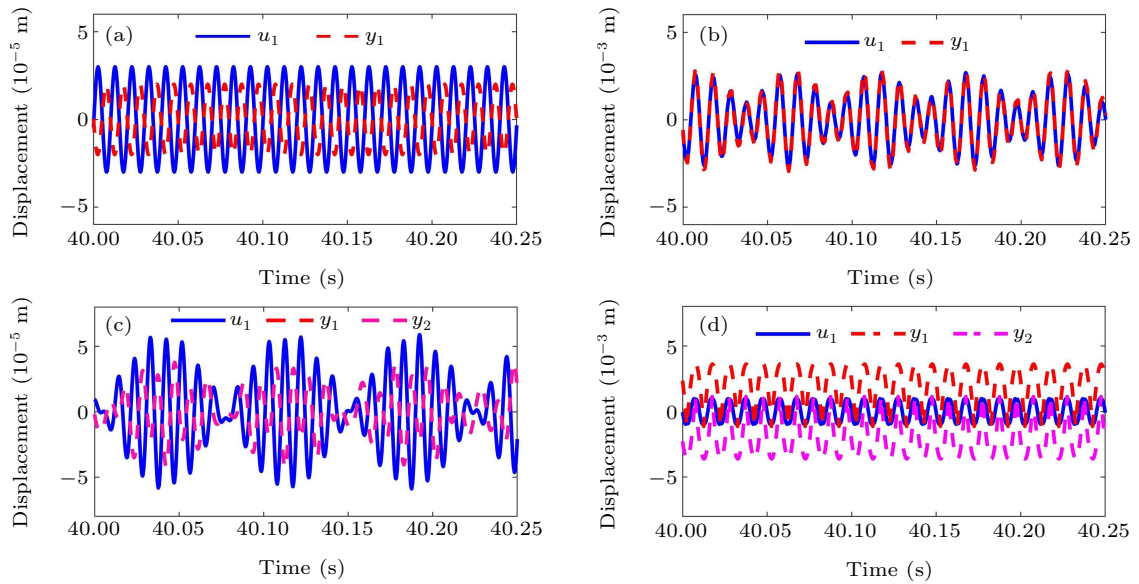 (a) u₁ y₁
Displacement (10⁻⁵ m)
5
0
−5
40.00 40.05 40.10 40.15 40.20 40.25
Time (s)
(b) u₁ y₁
Displacement (10⁻³ m)
5
0
−5
40.00 40.05 40.10 40.15 40.20 40.25
Time (s)
(c) u₁ y₁ y₂
Displacement (10⁻⁵ m)
5
0
−5
40.00 40.05 40.10 40.15 40.20 40.25
Time (s)
(d) u₁ y₁ y₂
Displacement (10⁻³ m)
5
0
−5
40.00 40.05 40.10 40.15 40.20 40.25
Time (s)